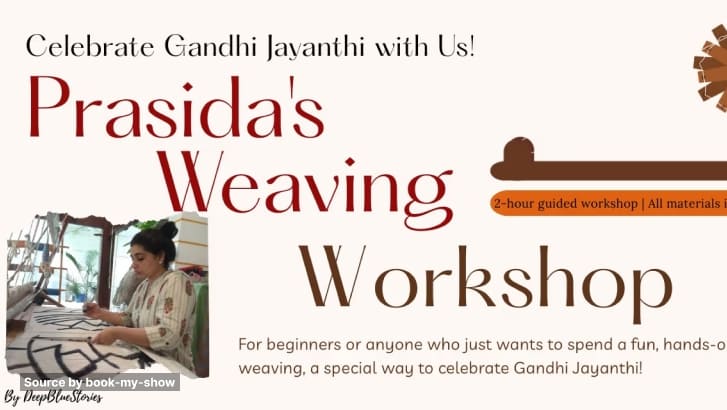 Celebrate Gandhi Jayanthi with Us!
Prasida's
Weaving
2-hour guided workshop | All materials
Workshop
For beginners or anyone who just wants to spend a fun,
weaving, a special way to celebrate Gandhi Jayanthi!
Source by book-my-show
By DeepBlueStories